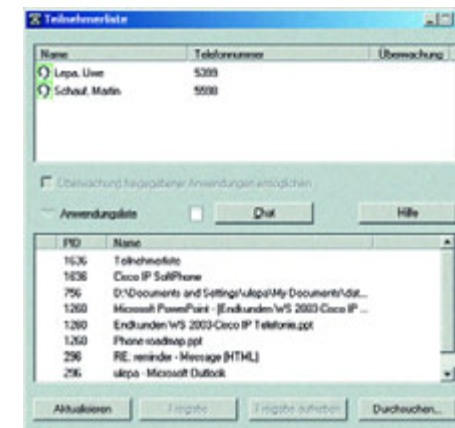 Teilnehmerliste
Name Telefonnummer Überwachung
Lepa, Uwe 5399
Schauf, Martin 5598
Überwachung freigegebener Anwendungen ermöglichen
Anwendungsliste Chat Hilfe
PID Name
1636 Teilnehmerliste
1636 Cisco IP SoftPhone
756 D:\Documents and Settings\ulepa\My Documents\dat...
1260 Microsoft PowerPoint - [Endkunden WS 2003-Cisco IP ...
1260 Endkunden WS 2003-Cisco IP Telefonie.ppt
1260 Phone roadmap.ppt
296 RE: reminder - Message (HTML)
296 ulepa - Microsoft Outlook
Aktualisieren Freigabe Freigabe aufheben Durchsuchen...